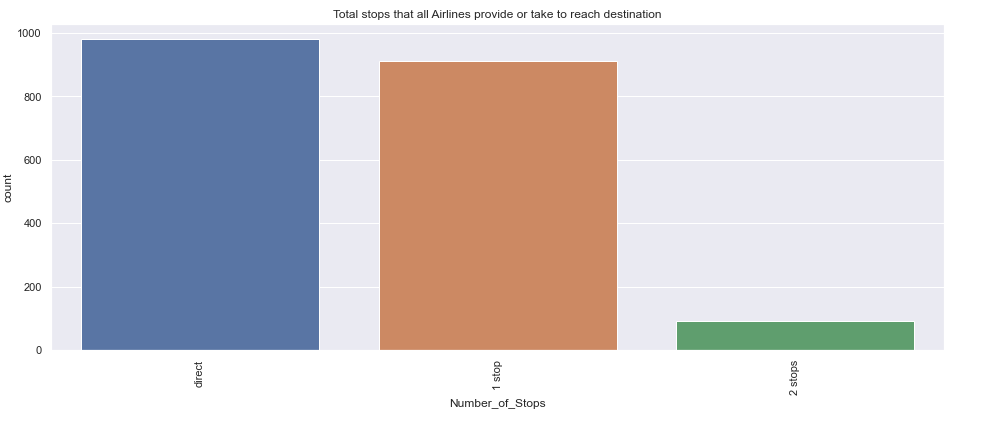 Total stops that all Airlines provide or take to reach destination
1000
800
600
400
200
0
count
direct
1 stop
2 stops
Number_of_Stops